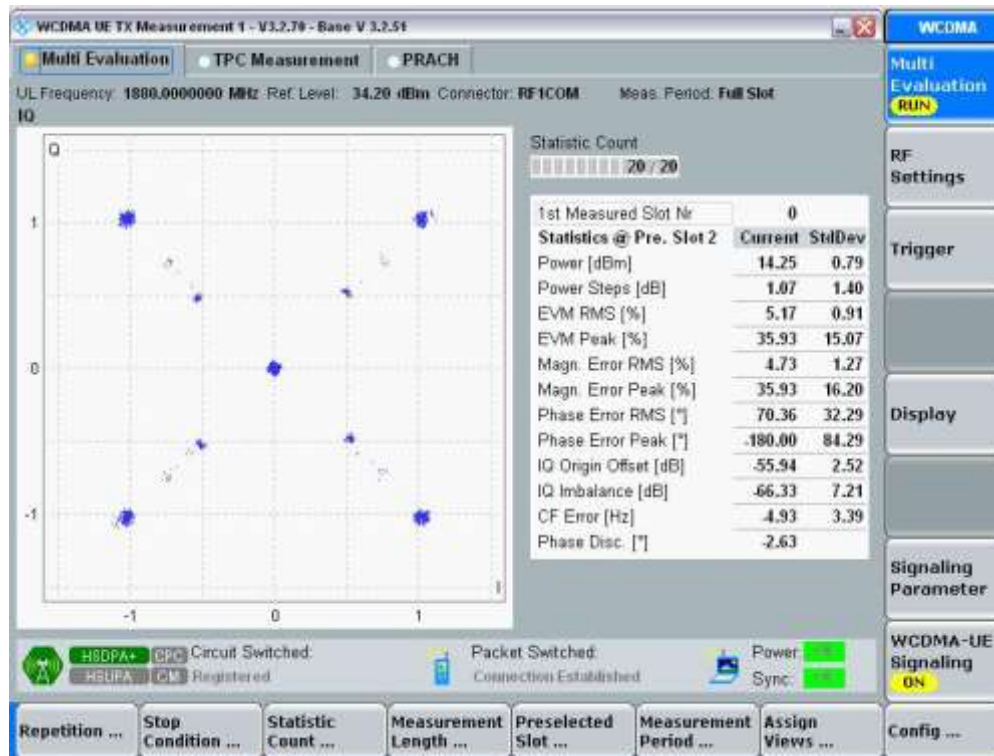 WCDMA UE TX Measurement 1 - V3.2.70 - Base V 3.2.51
WCDMA
Multi Evaluation
TPC Measurement
PRACH
UL Frequency: 1880.0000000 MHz Ref. Level: 34.20 dBm Connector: RF1COM Meas. Period: Full Slot
IQ
Q
1
0
-1
-1 0 1
I
Statistic Count
20 / 20
1st Measured Slot Nr 0
Statistics @ Pre. Slot 2 Current StdDev
Power [dBm] 14.25 0.79
Power Steps [dB] 1.07 1.40
EVM RMS [%] 5.17 0.91
EVM Peak [%] 35.93 15.07
Magn. Error RMS [%] 4.73 1.27
Magn. Error Peak [%] 35.93 16.20
Phase Error RMS [°] 70.36 32.29
Phase Error Peak [°] -180.00 84.29
IQ Origin Offset [dB] -55.94 2.52
IQ Imbalance [dB] -66.33 7.21
CF Error [Hz] -4.93 3.39
Phase Disc. [°] -2.63
HSDPA+ CPC Circuit Switched: Packet Switched: Power:
HSUPA CM Registered Connection Established Sync:
Multi
Evaluation
RUN
RF
Settings
Trigger
Display
Signaling
Parameter
WCDMA-UE
Signaling
ON
Repetition ...
Stop
Condition ...
Statistic
Count ...
Measurement
Length ...
Preselected
Slot ...
Measurement
Period ...
Assign
Views ...
Config ...